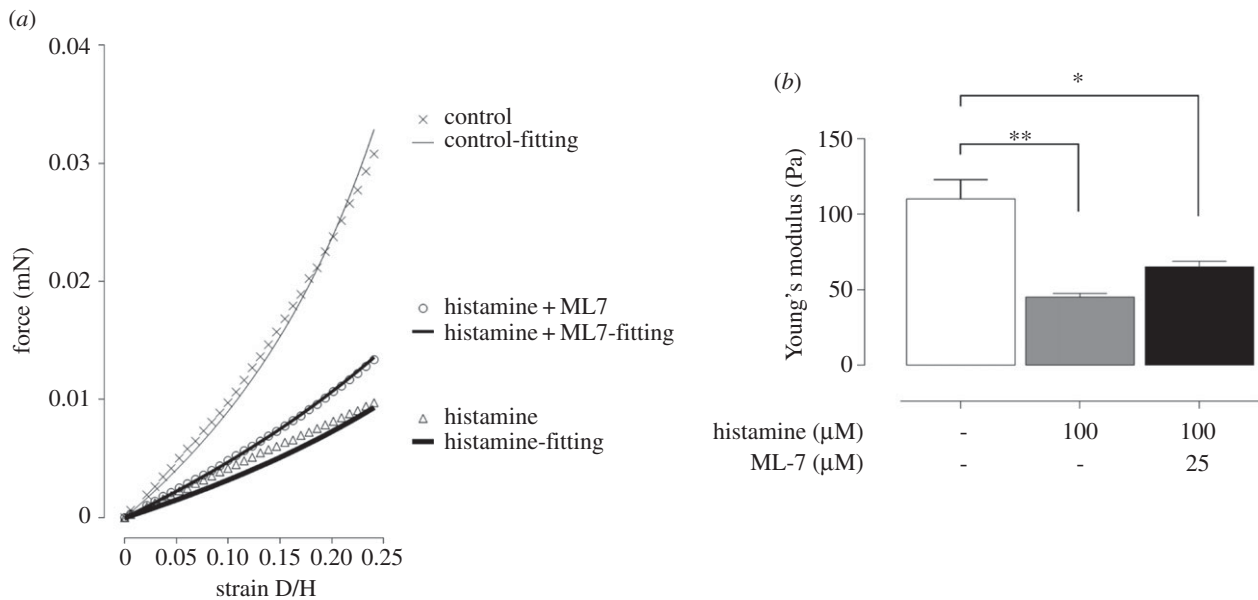 (a)
0.04
0.03
0.02
0.01
0
force (mN)
0 0.05 0.10 0.15 0.20 0.25
strain D/H
control
control-fitting
histamine + ML7
histamine + ML7-fitting
histamine
histamine-fitting
(b)
*
**
150
100
50
0
Young's modulus (Pa)
histamine (μM) - 100 100
ML-7 (μM) - - 25